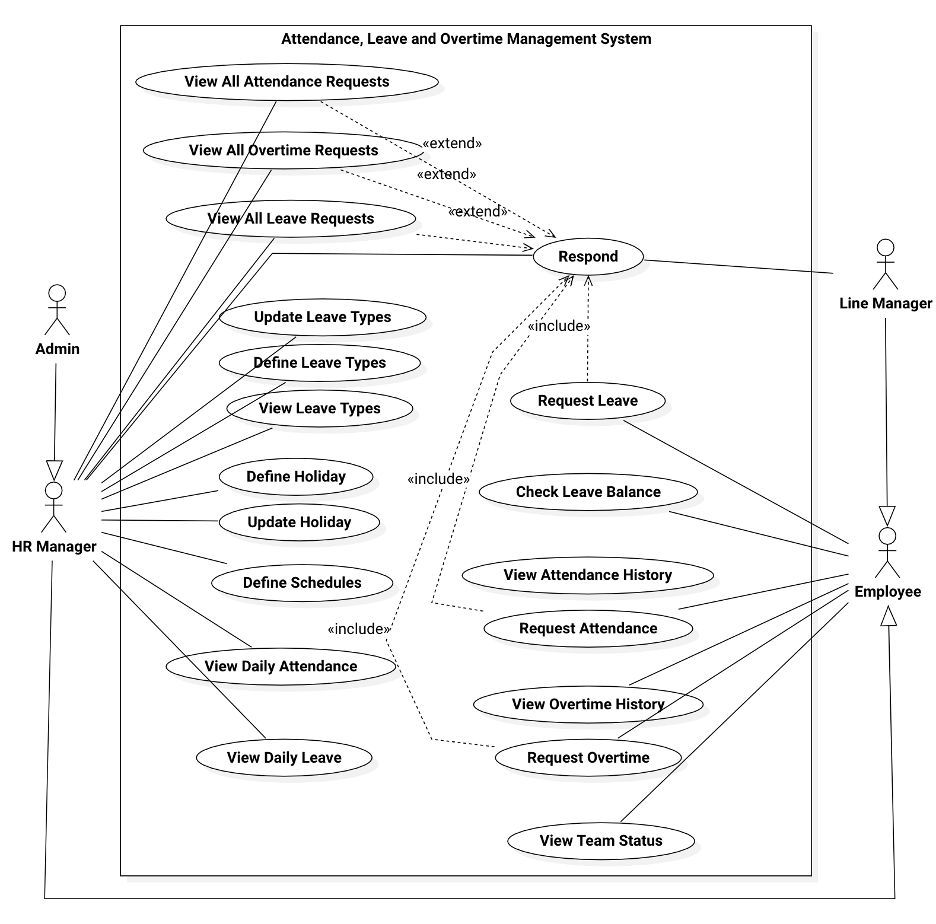 Attendance, Leave and Overtime Management System
View All Attendance Requests
«extend»
View All Overtime Requests
«extend»
«extend»
View All Leave Requests
Respond
Line Manager
Update Leave Types
«include»
Admin
Define Leave Types
Request Leave
View Leave Types
Define Holiday
«include»
Check Leave Balance
Update Holiday
HR Manager
View Attendance History
Define Schedules
Employee
«include»
Request Attendance
View Daily Attendance
View Overtime History
View Daily Leave
Request Overtime
View Team Status